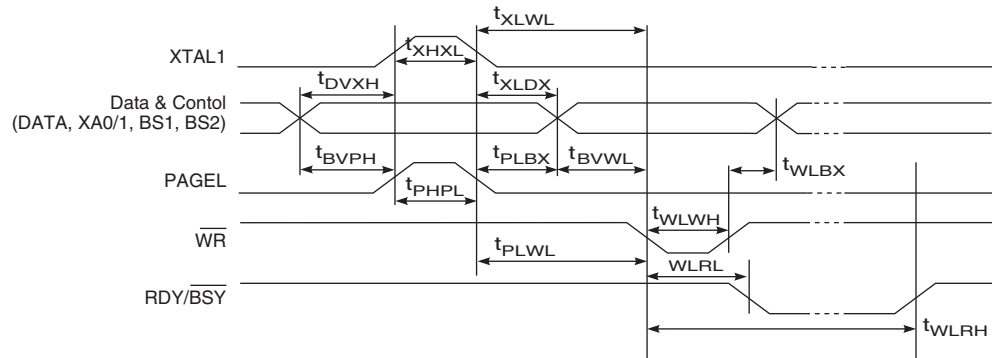 tXLWL
XTAL1
tXHXL
tDVXH
tXLDX
Data & Contol
(DATA, XA0/1, BS1, BS2)
tBVPH
tPLBX
tBVWL
tWLBX
PAGEL
tPHPL
tWLWH
WR
tPLWL
WLRL
RDY/BSY
tWLRH